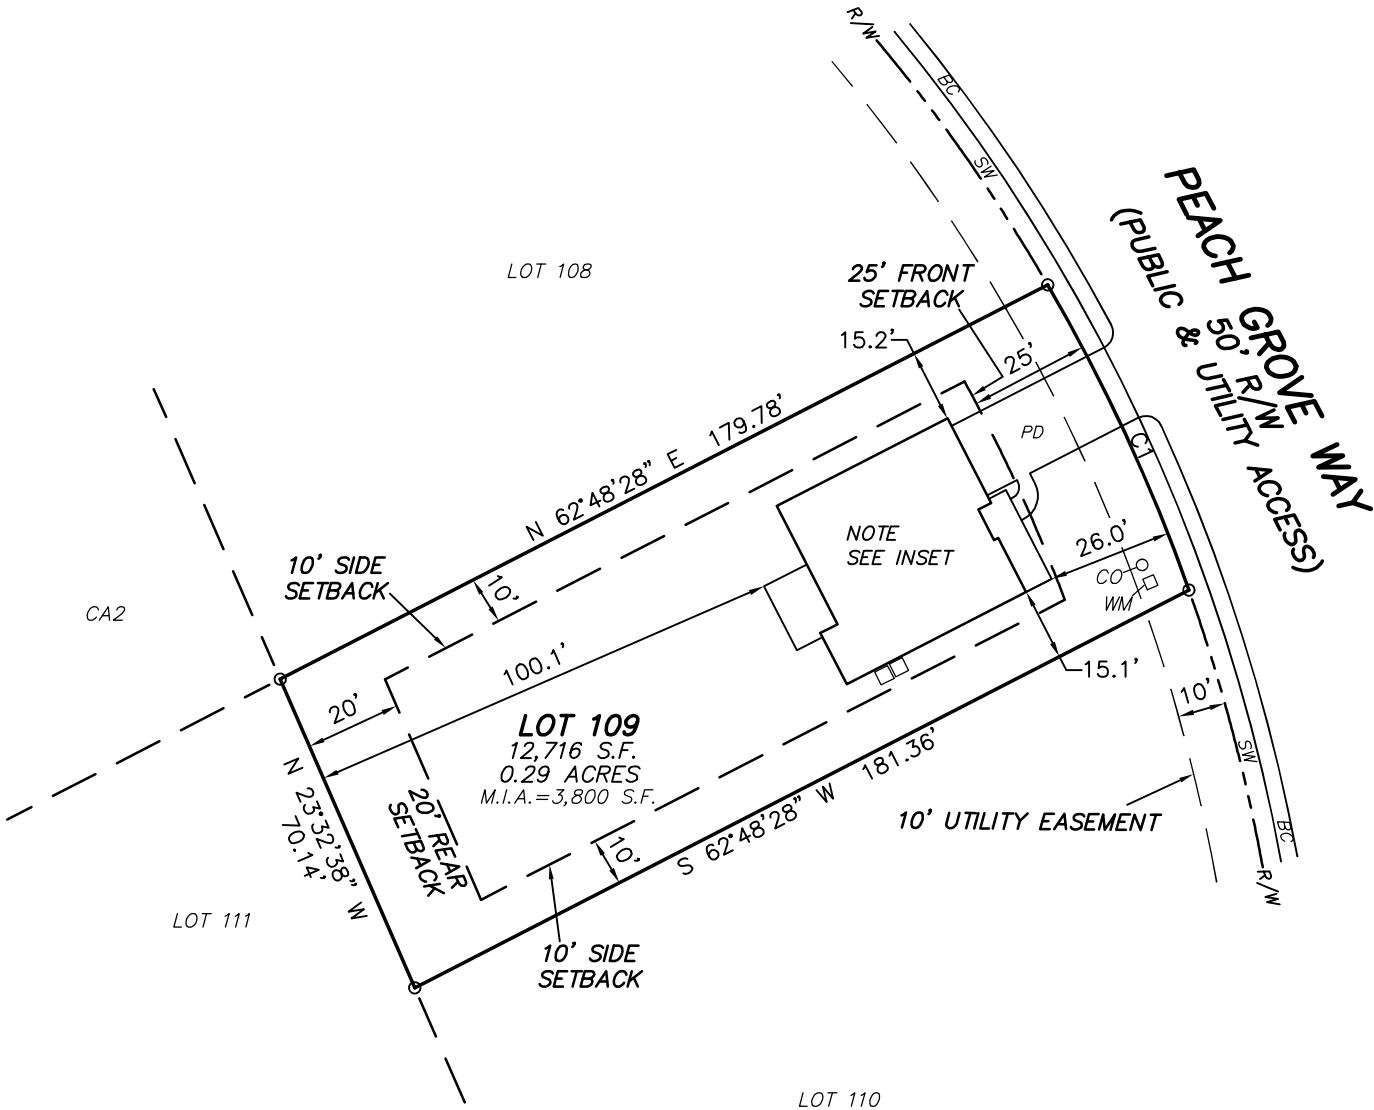 R/W
BC
SW
PEACH GROVE WAY
50' R/W
(PUBLIC & UTILITY ACCESS)
LOT 108
25' FRONT
SETBACK
15.2'
25'
N 62°48'28" E 179.78'
PD
C1
NOTE
SEE INSET
26.0'
CO
WM
10' SIDE
SETBACK
10'
CA2
100.1'
15.1'
20'
10'
LOT 109
12,716 S.F.
0.29 ACRES
M.I.A.=3,800 S.F.
SW
N 23°32'38" W
70.14'
20' REAR
SETBACK
10'
S 62°48'28" W 181.36'
10' UTILITY EASEMENT
BC
R/W
LOT 111
10' SIDE
SETBACK
LOT 110